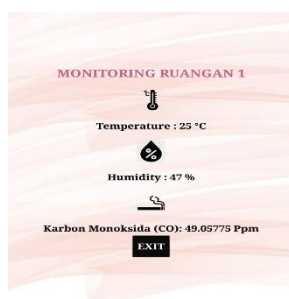 MONITORING RUANGAN 1
Temperature : 25 °C
%
Humidity : 47 %
Karbon Monoksida (CO): 49.05775 Ppm
EXIT